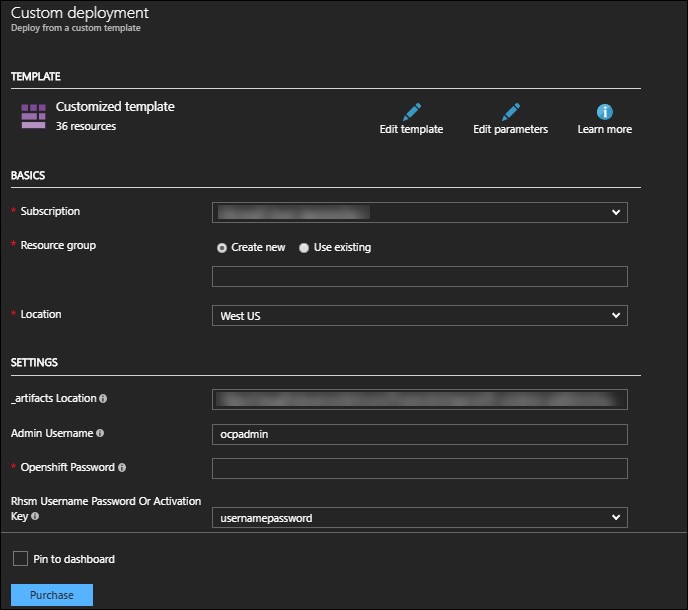 Custom deployment
Deploy from a custom template
TEMPLATE
Customized template
36 resources
Edit template
Edit parameters
Learn more
BASICS
* Subscription
* Resource group
Create new
Use existing
* Location
West US
SETTINGS
_artifacts Location
Admin Username
ocpadmin
* Openshift Password
Rhsm Username Password Or Activation
Key
usernamepassword
Pin to dashboard
Purchase